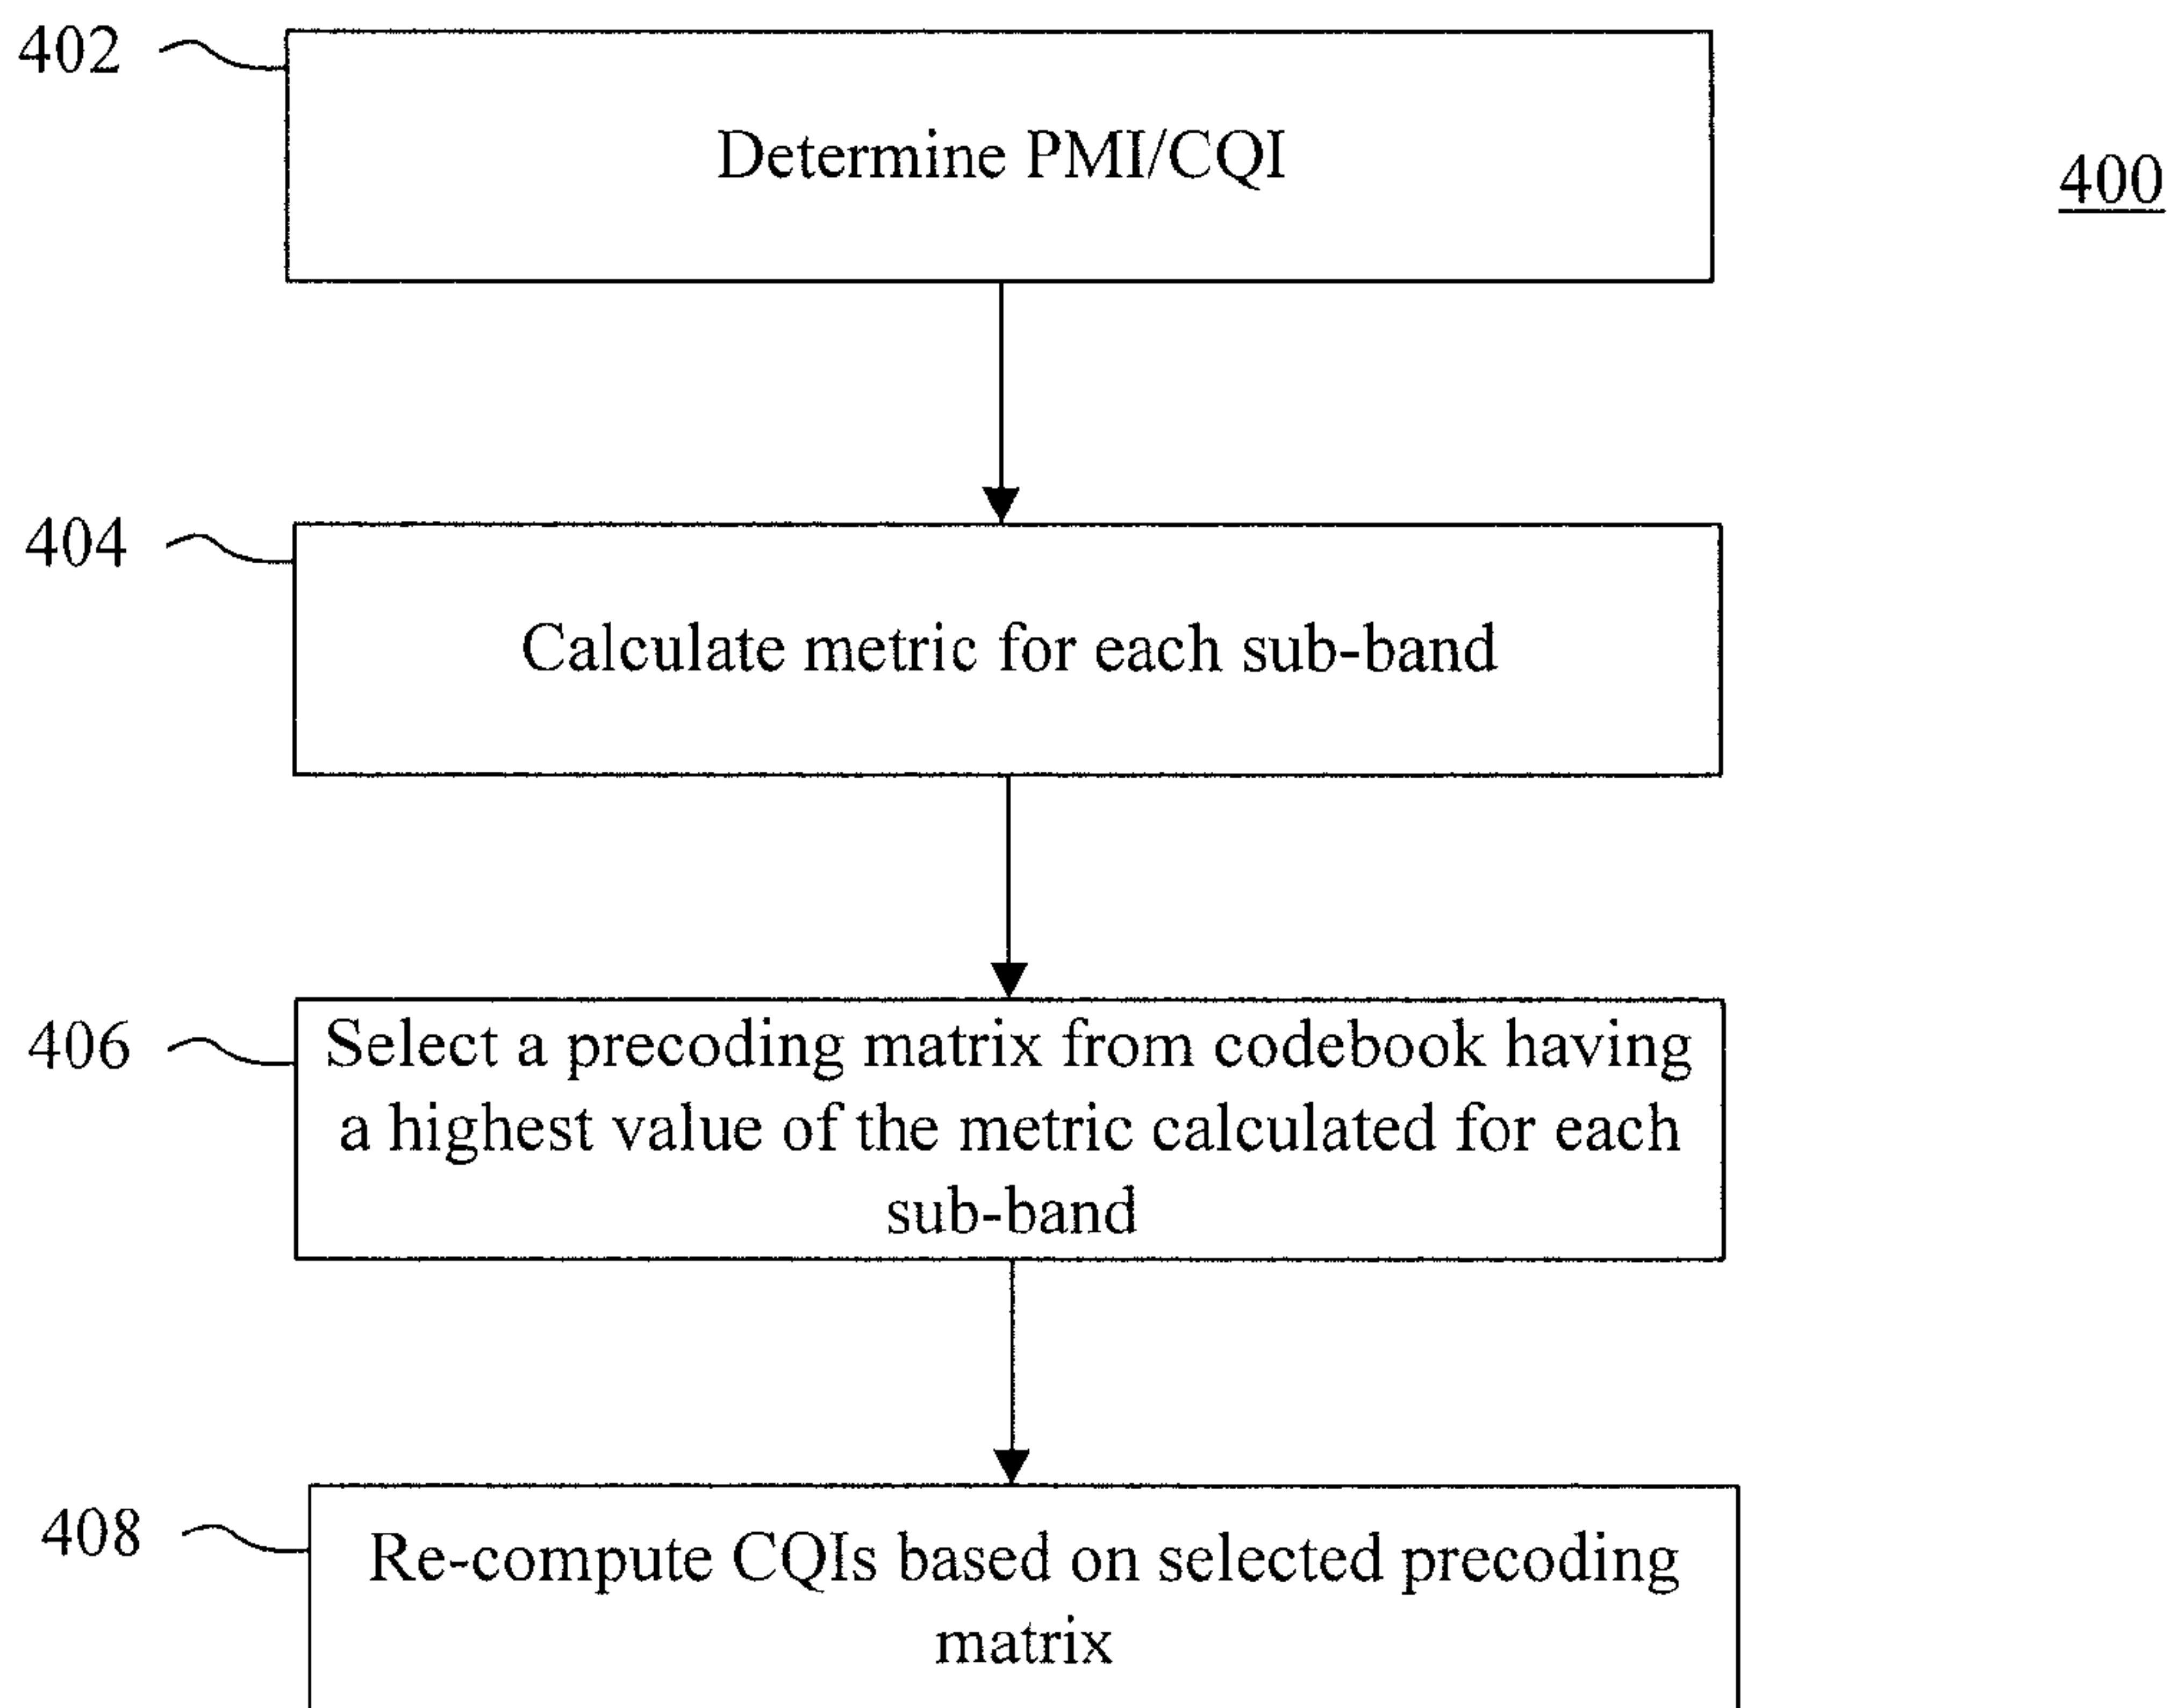 402
Determine PMI/CQI
400
404
Calculate metric for each sub-band
406
Select a precoding matrix from codebook having
a highest value of the metric calculated for each
sub-band
408
Re-compute CQIs based on selected precoding
matrix